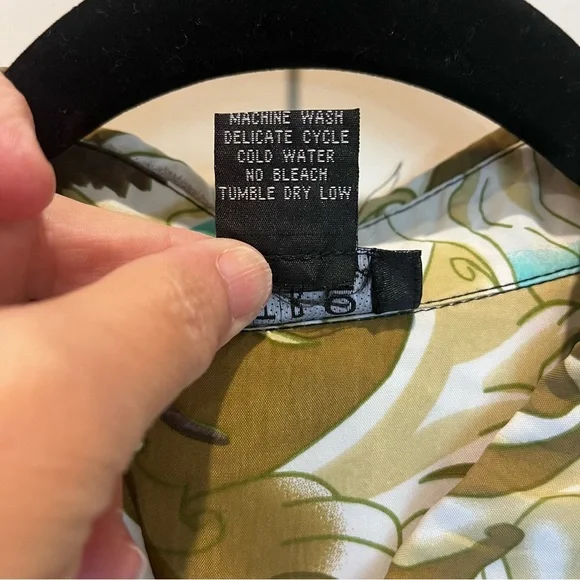 MACHINE WASH
DELICATE CYCLE
COLD WATER
NO BLEACH
TUMBLE DRY LOW